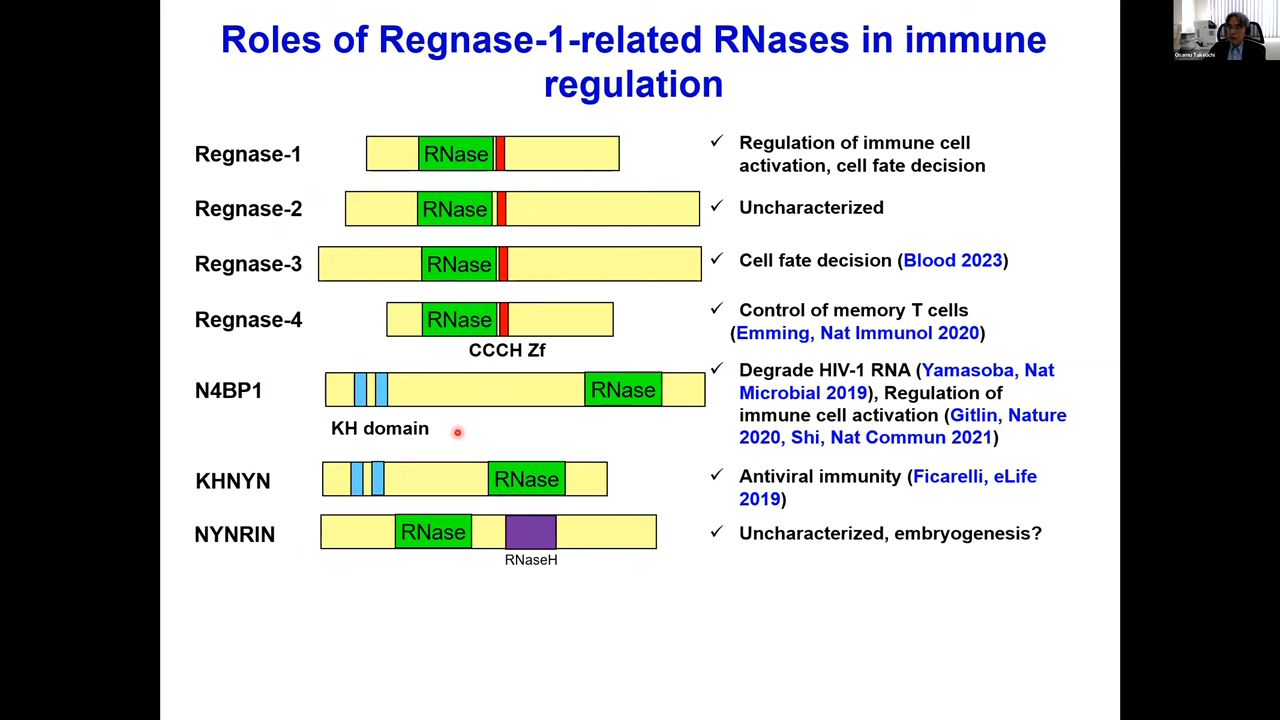 Roles of Regnase-1-related RNases in immune
regulation
Osamu Takeuchi
Regnase-1
RNase
✓ Regulation of immune cell
activation, cell fate decision
Regnase-2
RNase
✓ Uncharacterized
Regnase-3
RNase
✓ Cell fate decision (Blood 2023)
Regnase-4
RNase
✓ Control of memory T cells
(Emming, Nat Immunol 2020)
CCCH Zf
N4BP1
RNase
✓ Degrade HIV-1 RNA (Yamasoba, Nat
Microbial 2019), Regulation of
immune cell activation (Gitlin, Nature
2020, Shi, Nat Commun 2021)
KH domain
KHNYN
RNase
✓ Antiviral immunity (Ficarelli, eLife
2019)
NYNRIN
RNase
✓ Uncharacterized, embryogenesis?
RNaseH